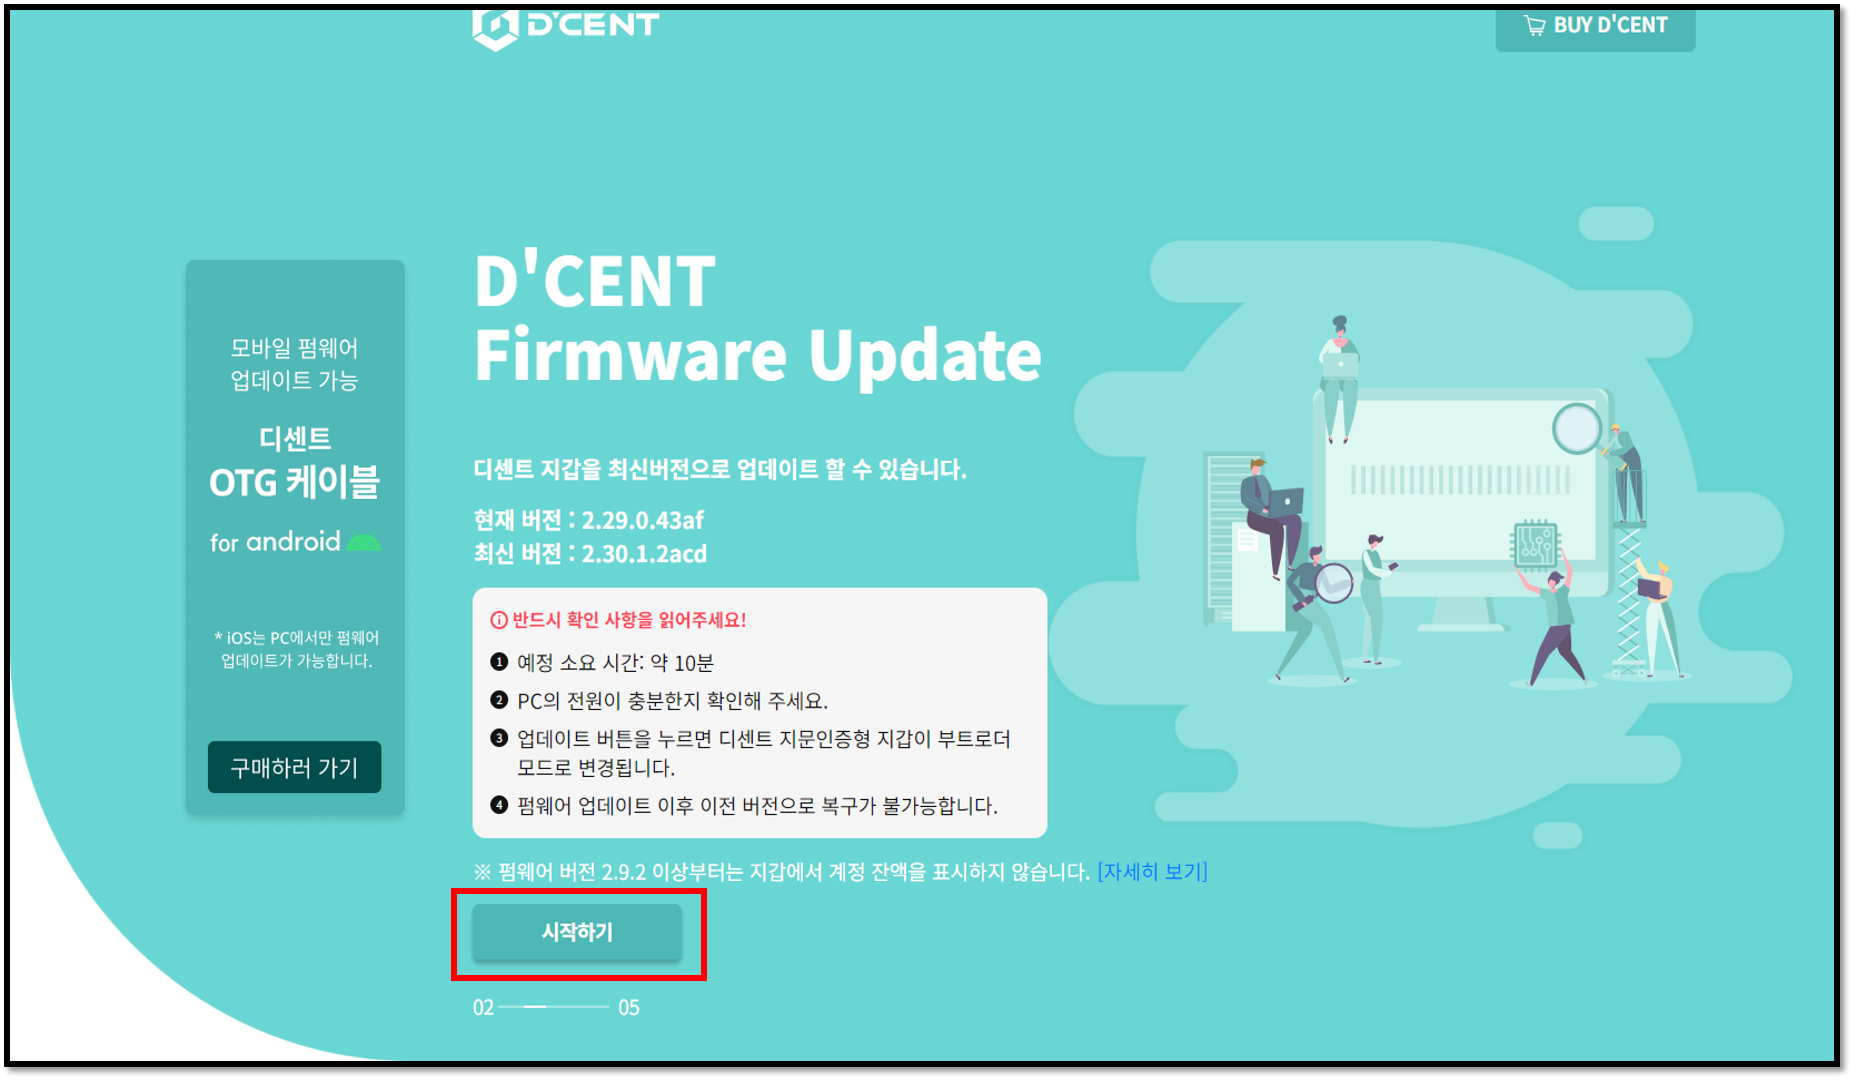 D'CENT
BUY D'CENT
모바일 펌웨어
업데이트 가능
디센트
OTG 케이블
for android
* iOS는 PC에서만 펌웨어
업데이트가 가능합니다.
구매하러 가기
D'CENT
Firmware Update
디센트 지갑을 최신버전으로 업데이트 할 수 있습니다.
현재 버전 : 2.29.0.43af
최신 버전 : 2.30.1.2acd
반드시 확인 사항을 읽어주세요!
1 예정 소요 시간: 약 10분
2 PC의 전원이 충분한지 확인해 주세요.
3 업데이트 버튼을 누르면 디센트 지문인증형 지갑이 부트로더
모드로 변경됩니다.
4 펌웨어 업데이트 이후 이전 버전으로 복구가 불가능합니다.
※ 펌웨어 버전 2.9.2 이상부터는 지갑에서 계정 잔액을 표시하지 않습니다. [자세히 보기]
시작하기
02 05